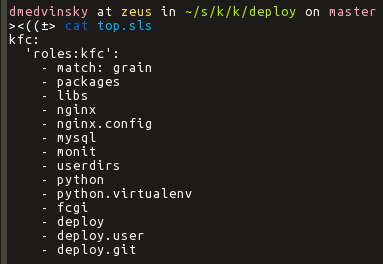 dmedvinsky at zeus in ~/s/k/k/deploy on master
><((±> cat top.sls
kfc:
  'roles:kfc':
    - match: grain
    - packages
    - libs
    - nginx
    - nginx.config
    - mysql
    - monit
    - userdirs
    - python
    - python.virtualenv
    - fcgi
    - deploy
    - deploy.user
    - deploy.git